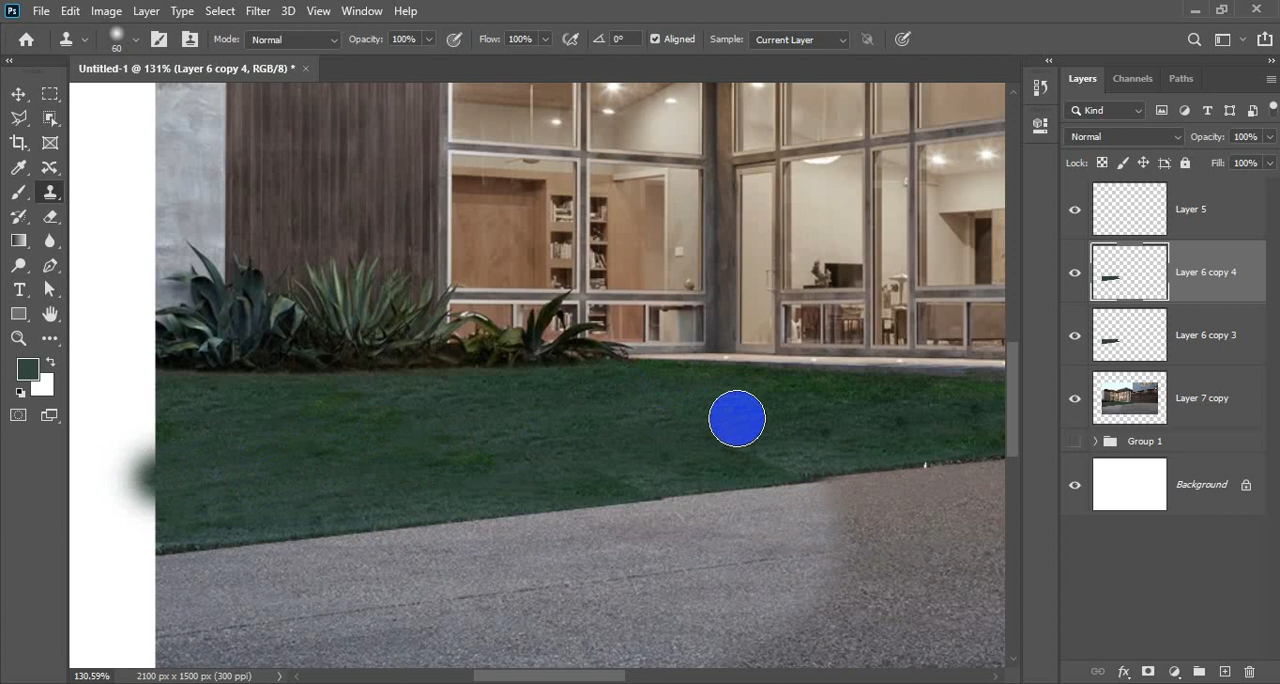 Ps File Edit Image Layer Type Select Filter 3D View Window Help
60 Mode: Normal Opacity: 100% Flow: 100% 0° Aligned Sample: Current Layer
Untitled-1 @ 131% (Layer 6 copy 4, RGB/8) * ×
Layers Channels Paths
Kind
Normal Opacity: 100%
Lock: Fill: 100%
Layer 5
Layer 6 copy 4
Layer 6 copy 3
Layer 7 copy
Group 1
Background
130.59% 2100 px x 1500 px (300 ppi)